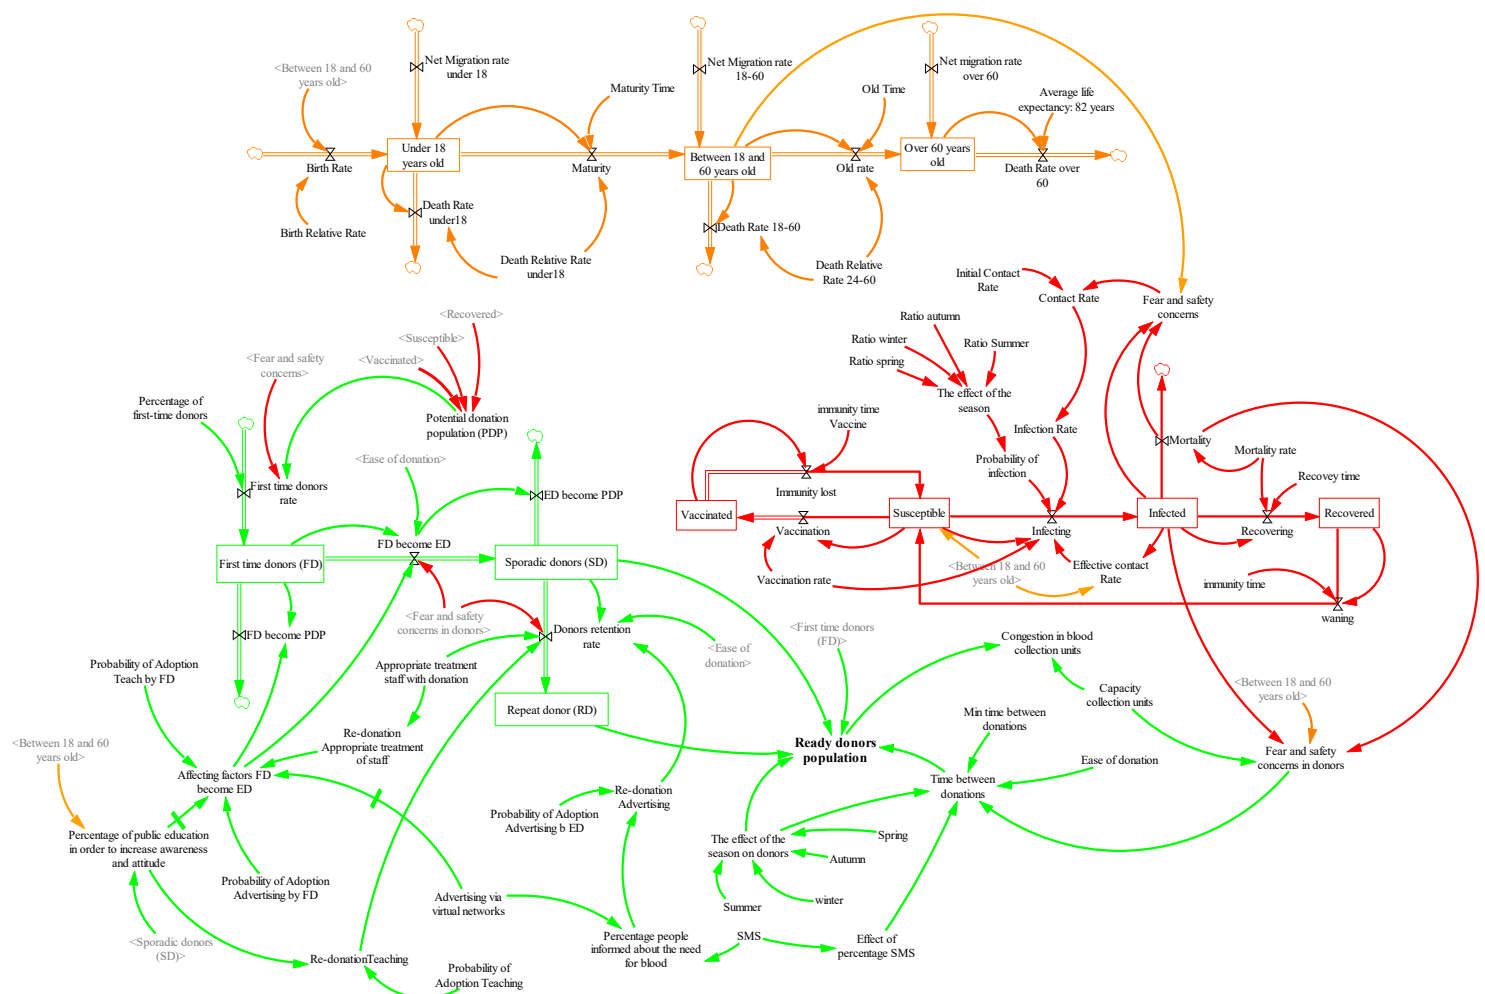 <Between 18 and 60
years old>
Net Migration rate
under 18
Net Migration rate
18-60
Net migration rate
over 60
Maturity Time
Old Time
Average life
expectancy: 82 years
Under 18
years old
Between 18 and
60 years old
Over 60 years
old
Birth Rate
Maturity
Old rate
Death Rate over
60
Death Rate
under18
Death Rate 18-60
Birth Relative Rate
Death Relative Rate
under18
Death Relative
Rate 24-60
Initial Contact
Rate
Contact Rate
Fear and safety
concerns
<Recovered>
<Susceptible>
<Vaccinated>
<Fear and safety
concerns>
Ratio autumn
Ratio winter
Ratio Summer
Ratio spring
The effect of the
season
Percentage of
first-time donors
Potential donation
population (PDP)
immunity time
Vaccine
Infection Rate
Mortality
Mortality rate
Recovey time
<Ease of donation>
Probability of
infection
First time donors
rate
ED become PDP
Immunity lost
Vaccinated
Susceptible
Infected
Recovered
Vaccination
Infecting
Recovering
FD become ED
First time donors (FD)
Sporadic donors (SD)
Vaccination rate
<Between 18 and 60
years old>
Effective contact
Rate
immunity time
waning
<Fear and safety
concerns in donors>
FD become PDP
Donors retention
rate
<Ease of
donation>
<First time donors
(FD)>
Congestion in blood
collection units
Probability of Adoption
Teach by FD
Appropriate treatment
staff with donation
Capacity
collection units
<Between 18 and 60
years old>
Repeat donor (RD)
Min time between
donations
Re-donation
Appropriate treatment
of staff
<Between 18 and 60
years old>
Ready donors
population
Fear and safety
concerns in donors
Ease of donation
Affecting factors FD
become ED
Time between
donations
Re-donation
Advertising
Probability of Adoption
Advertising b ED
Percentage of public education
in order to increase awareness
and attitude
The effect of the
season on donors
Spring
Autumn
Probability of Adoption
Advertising by FD
Advertising via
virtual networks
Summer
winter
<Sporadic donors
(SD)>
Percentage people
informed about the need
for blood
SMS
Effect of
percentage SMS
Re-donationTeaching
Probability of
Adoption Teaching